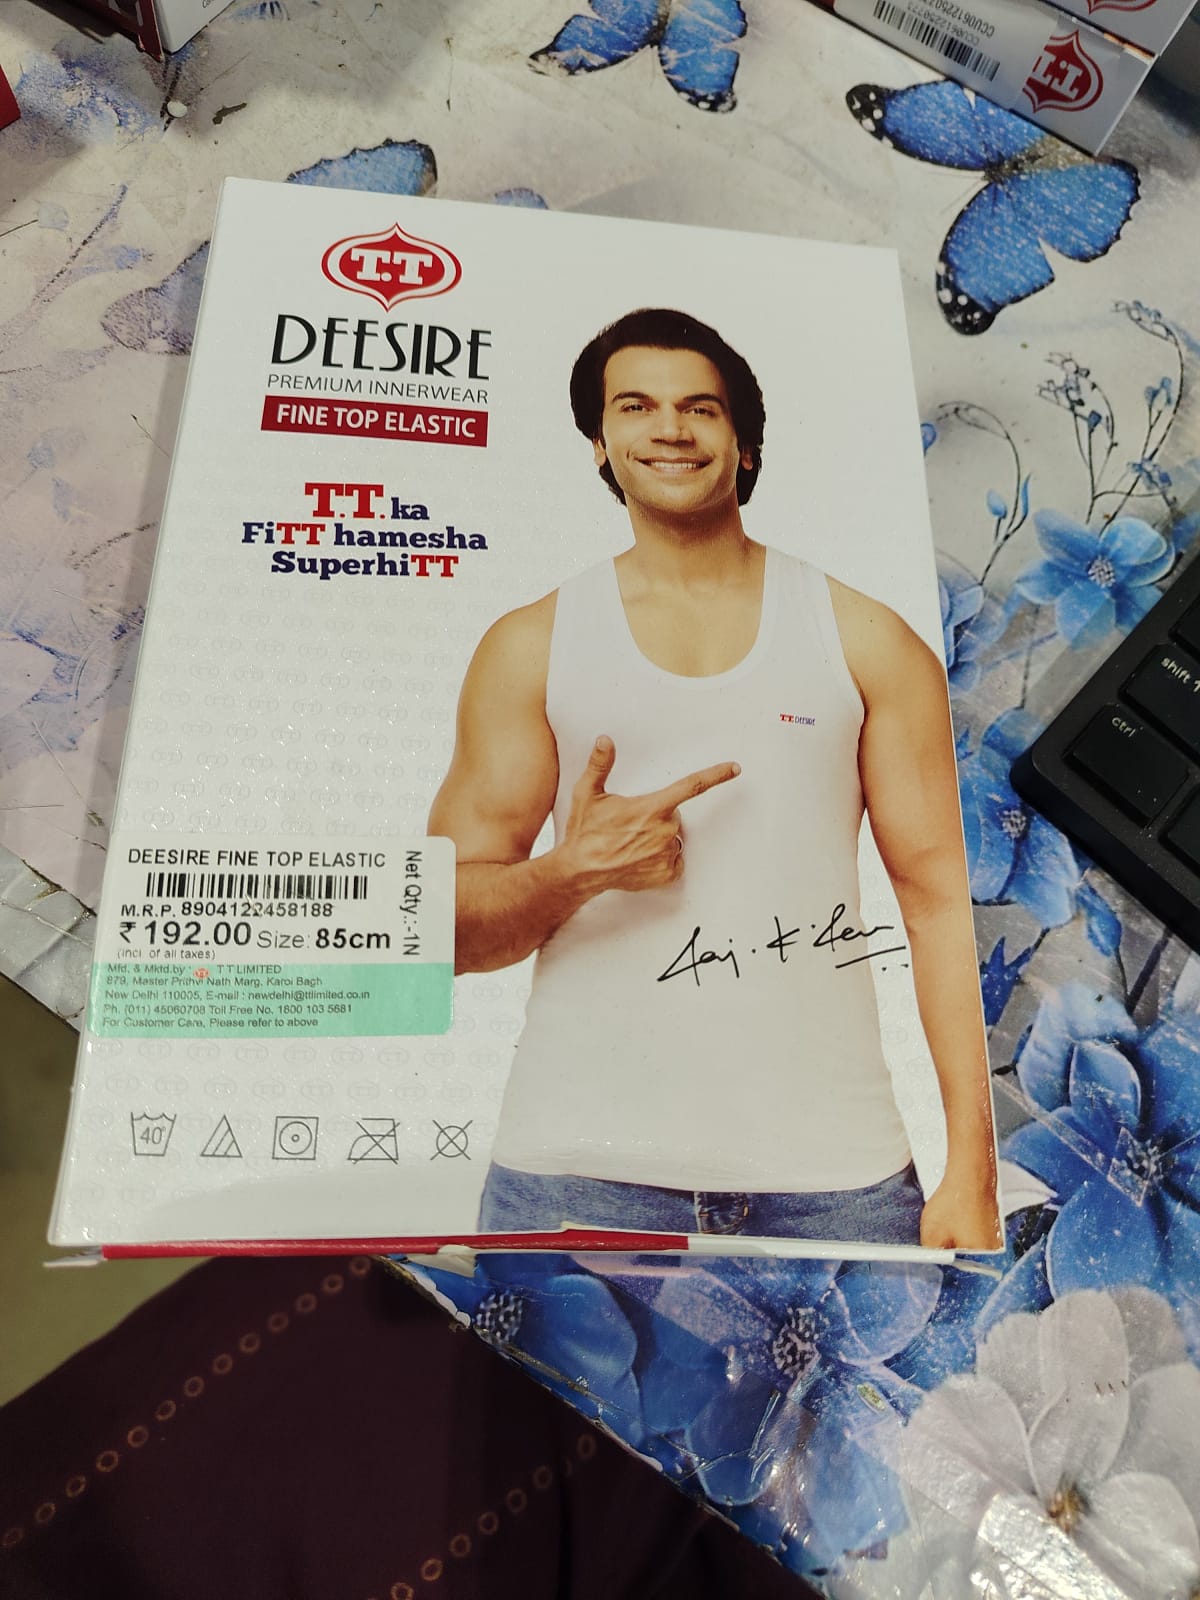 T.T
DEESIRE
PREMIUM INNERWEAR
FINE TOP ELASTIC
T.T. ka
FiTT hamesha
SuperhiTT
T.T. DEESIRE
DEESIRE FINE TOP ELASTIC
Net Qty.:-1N
M.R.P. 8904122458188
₹ 192.00 Size: 85cm
(incl. of all taxes)
Mfd. & Mktd.by : T T LIMITED
879, Master Prithvi Nath Marg, Karol Bagh
New Delhi 110005, E-mail : newdelhi@ttlimited.co.in
Ph. (011) 45060708 Toll Free No. 1800 103 5681
For Customer Care, Please refer to above
40°
T.T
shift
ctrl